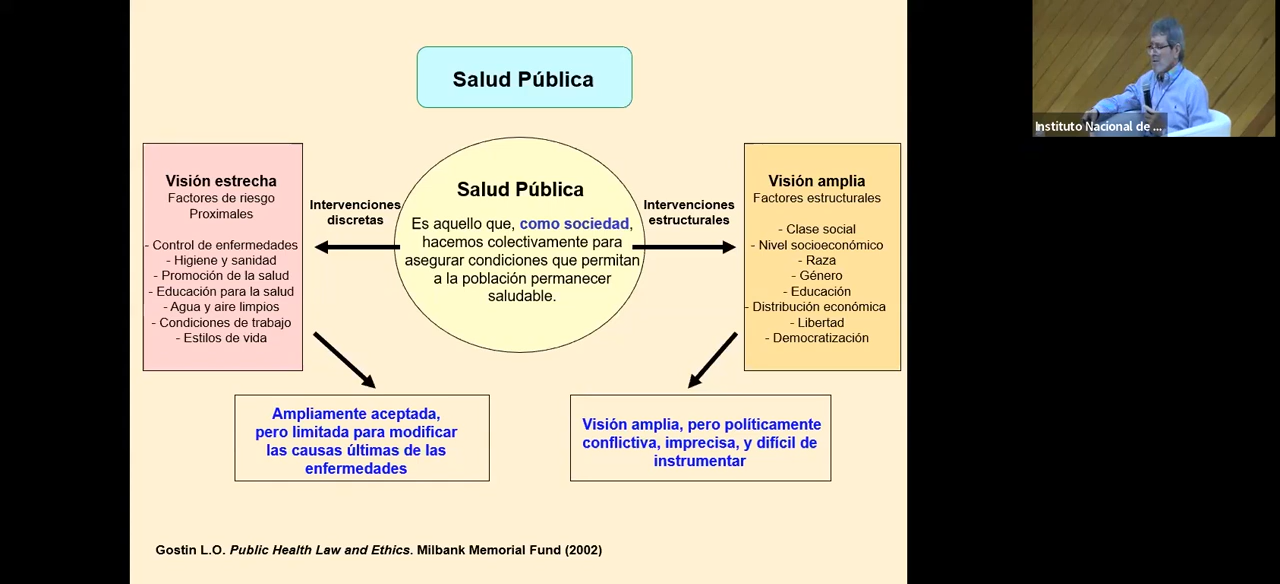 Salud Pública
Visión estrecha
Factores de riesgo
Proximales
- Control de enfermedades
- Higiene y sanidad
- Promoción de la salud
- Educación para la salud
- Agua y aire limpios
- Condiciones de trabajo
- Estilos de vida
Intervenciones
discretas
Salud Pública
Es aquello que, como sociedad,
hacemos colectivamente para
asegurar condiciones que permitan
a la población permanecer
saludable.
Intervenciones
estructurales
Visión amplia
Factores estructurales
- Clase social
- Nivel socioeconómico
- Raza
- Género
- Educación
- Distribución económica
- Libertad
- Democratización
Ampliamente aceptada,
pero limitada para modificar
las causas últimas de las
enfermedades
Visión amplia, pero políticamente
conflictiva, imprecisa, y difícil de
instrumentar
Gostin L.O. Public Health Law and Ethics. Milbank Memorial Fund (2002)
Instituto Nacional de ...